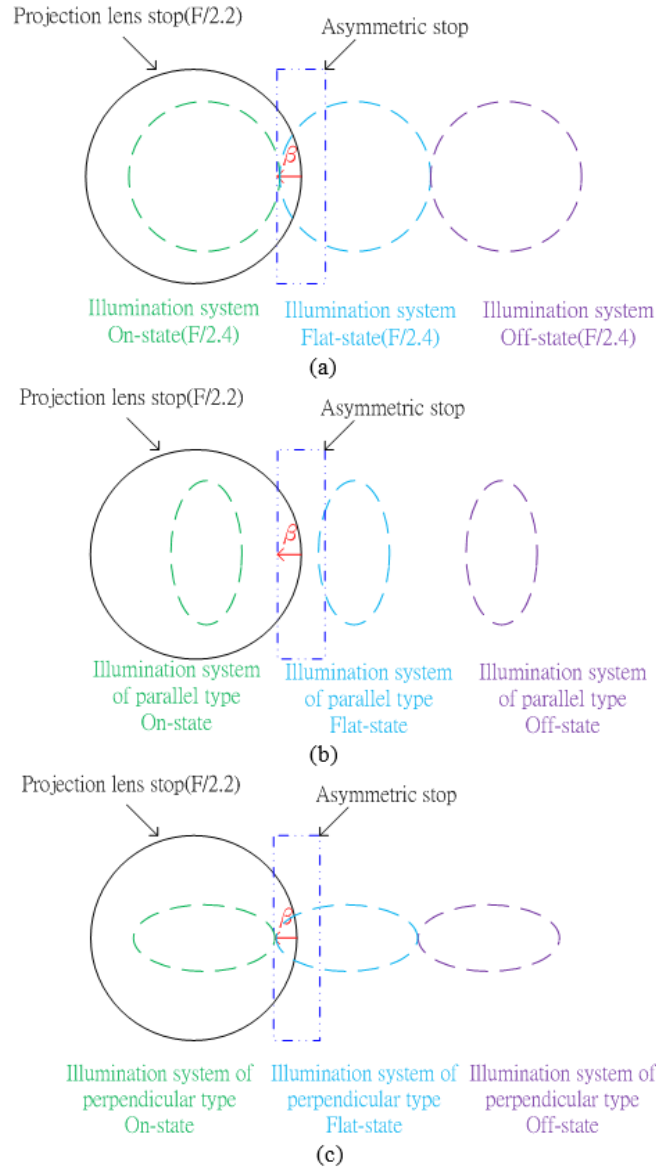 Projection lens stop(F/2.2)
Asymmetric stop
β
Illumination system
On-state(F/2.4)
Illumination system
Flat-state(F/2.4)
Illumination system
Off-state(F/2.4)
(a)
Projection lens stop(F/2.2)
Asymmetric stop
β
Illumination system
of parallel type
On-state
Illumination system
of parallel type
Flat-state
Illumination system
of parallel type
Off-state
(b)
Projection lens stop(F/2.2)
Asymmetric stop
β
Illumination system of
perpendicular type
On-state
Illumination system of
perpendicular type
Flat-state
Illumination system of
perpendicular type
Off-state
(c)